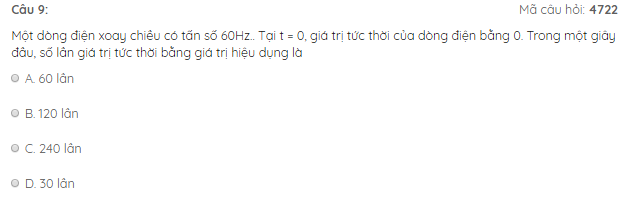 Câu 9: Mã câu hỏi: 4722
Một dòng điện xoay chiều có tần số 60Hz.. Tại t = 0, giá trị tức thời của dòng điện bằng 0. Trong một giây
đầu, số lần giá trị tức thời bằng giá trị hiệu dụng là
A. 60 lần
B. 120 lần
C. 240 lần
D. 30 lần